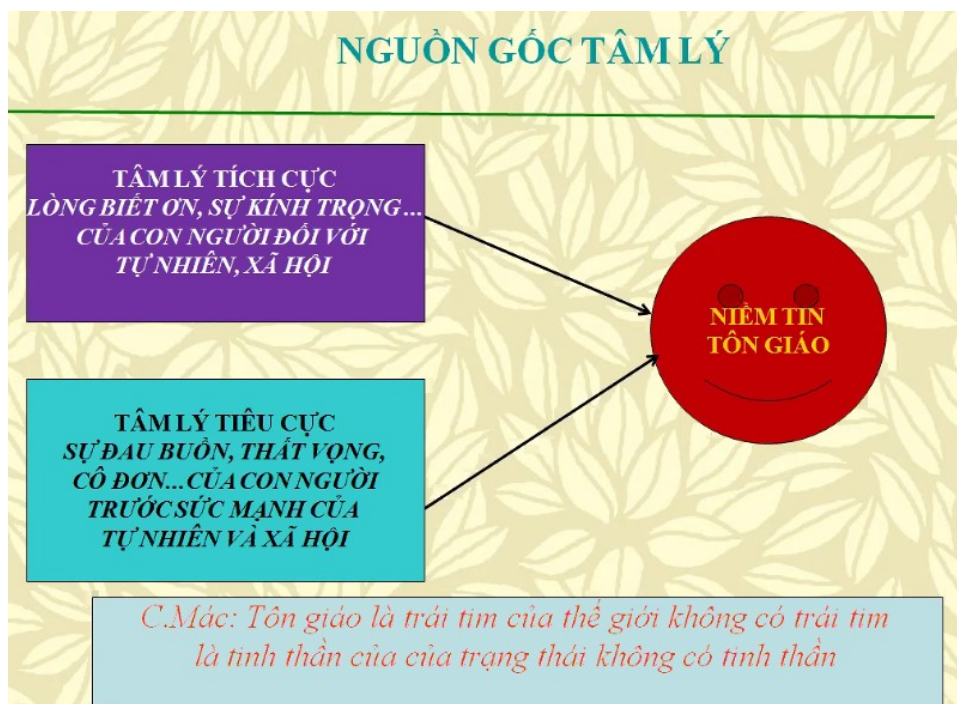 NGUỒN GỐC TÂM LÝ
TÂM LÝ TÍCH CỰC
LÒNG BIẾT ƠN, SỰ KÍNH TRỌNG...
CỦA CON NGƯỜI ĐỐI VỚI
TỰ NHIÊN, XÃ HỘI
NIỀM TIN
TÔN GIÁO
TÂM LÝ TIÊU CỰC
SỰ ĐAU BUỒN, THẤT VỌNG,
CÔ ĐƠN...CỦA CON NGƯỜI
TRƯỚC SỨC MẠNH CỦA
TỰ NHIÊN VÀ XÃ HỘI
C.Mác: Tôn giáo là trái tim của thế giới không có trái tim
là tinh thần của của trạng thái không có tinh thần